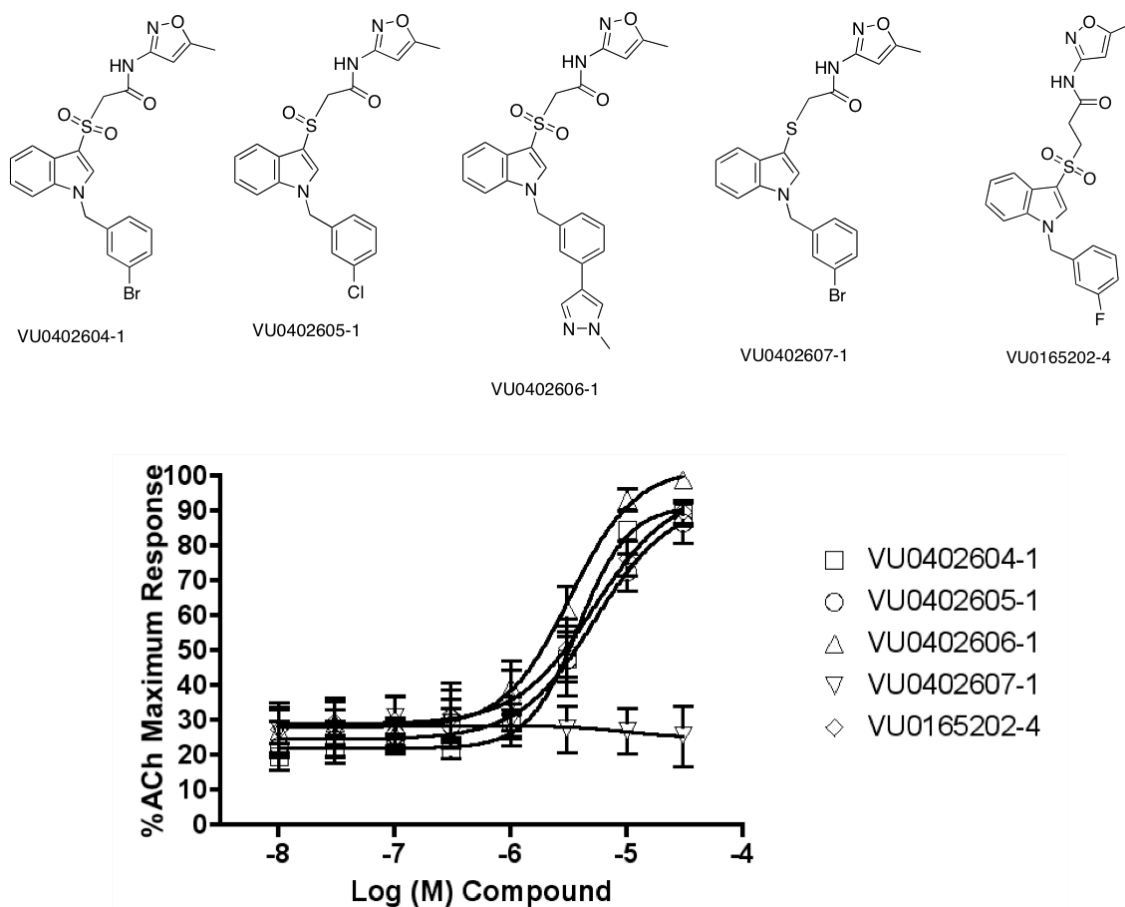 N O
HN
O
O S O
N
Br
VU0402604-1
N O
HN
O
O S
N
Cl
VU0402605-1
N O
HN
O
O S O
N
N N
VU0402606-1
N O
HN
O
S
N
Br
VU0402607-1
N O
HN
O
O S O
N
F
VU0165202-4
%ACh Maximum Response
100
90
80
70
60
50
40
30
20
10
0
-8 -7 -6 -5 -4
Log (M) Compound
VU0402604-1
VU0402605-1
VU0402606-1
VU0402607-1
VU0165202-4